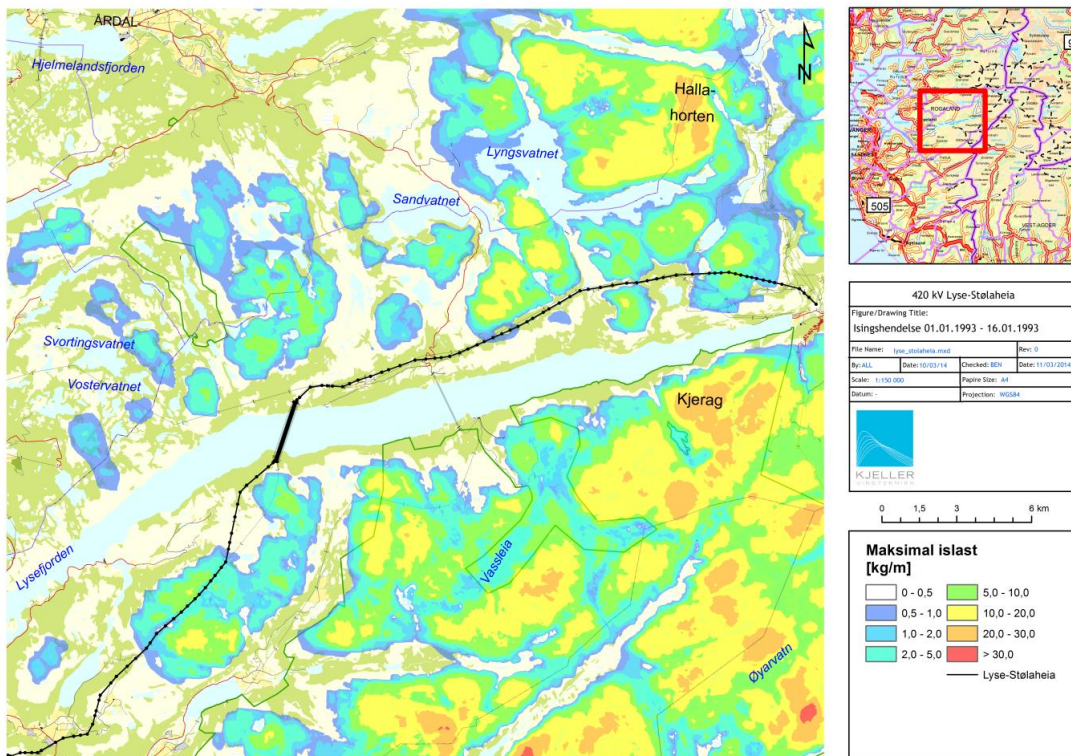 ÅRDAL
Hjelmelandsfjorden
Halla-
horten
N
Lyngsvatnet
Sandvatnet
Svortingsvatnet
Vostervatnet
Kjerag
Vassleia
Lysefjorden
Øyarvatn
ROGALAND
505
VEST-AGDER
9
420 kV Lyse-Stølaheia
Figure/Drawing Title:
Isingshendelse 01.01.1993 - 16.01.1993
File Name: lyse_stolaheia.mxd Rev: 0
By: ALL Date: 10/03/14 Checked: BEN Date: 11/03/2014
Scale: 1:150 000 Papire Size: A4
Datum: - Projection: WGS84
KJELLER
VINDTEKNIKK
0 1,5 3 6 km
Maksimal islast
[kg/m]
0 - 0,5 5,0 - 10,0
0,5 - 1,0 10,0 - 20,0
1,0 - 2,0 20,0 - 30,0
2,0 - 5,0 > 30,0
Lyse-Stølaheia